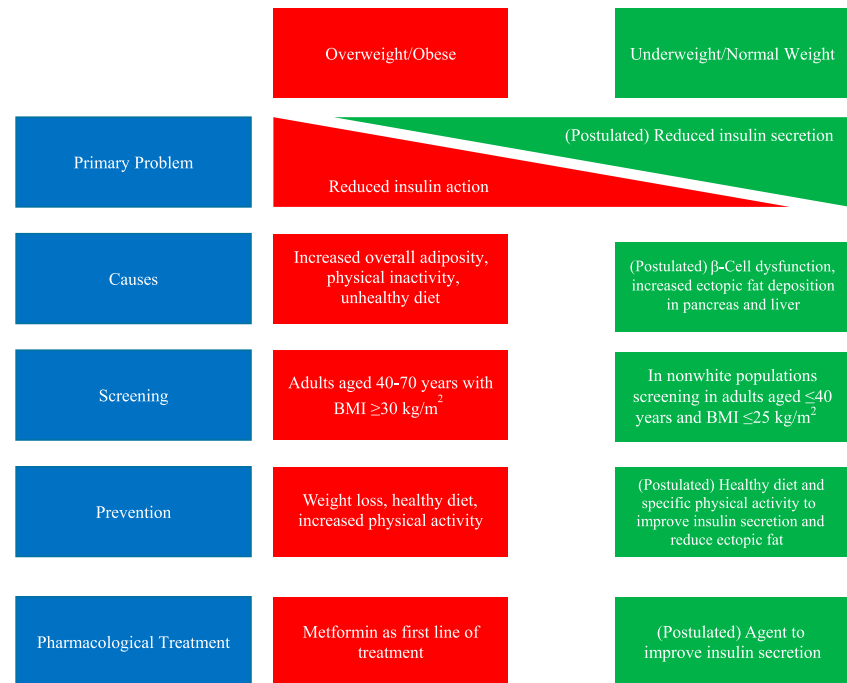 Overweight/Obese
Underweight/Normal Weight
Primary Problem
(Postulated) Reduced insulin secretion
Reduced insulin action
Causes
Increased overall adiposity,
physical inactivity,
unhealthy diet
(Postulated) β-Cell dysfunction,
increased ectopic fat deposition
in pancreas and liver
Screening
Adults aged 40-70 years with
BMI ≥30 kg/m²
In nonwhite populations
screening in adults aged ≤40
years and BMI ≤25 kg/m²
Prevention
Weight loss, healthy diet,
increased physical activity
(Postulated) Healthy diet and
specific physical activity to
improve insulin secretion and
reduce ectopic fat
Pharmacological Treatment
Metformin as first line of
treatment
(Postulated) Agent to
improve insulin secretion